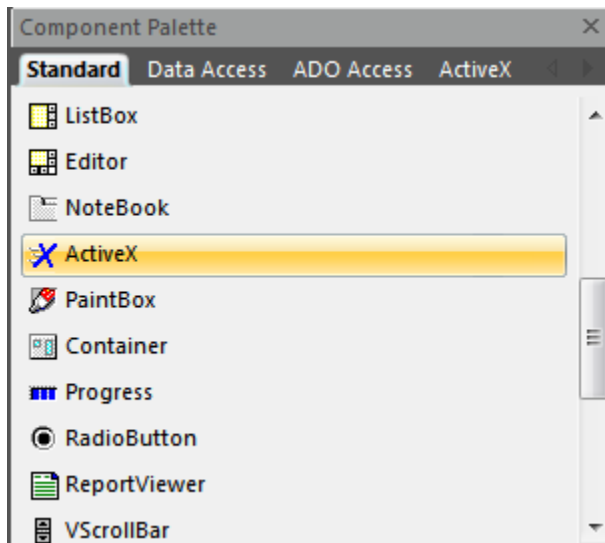 Component Palette
Standard Data Access ADO Access ActiveX
ListBox
Editor
NoteBook
ActiveX
PaintBox
Container
Progress
RadioButton
ReportViewer
VScrollBar